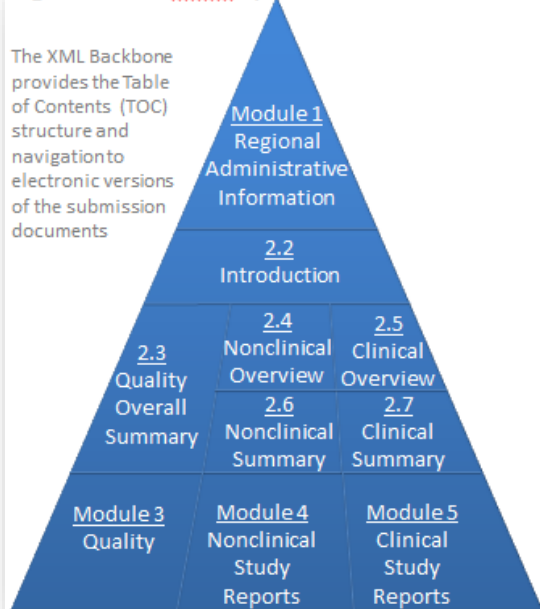 The XML Backbone
provides the Table
of Contents (TOC)
structure and
navigation to
electronic versions
of the submission
documents
Module 1
Regional
Administrative
Information
2.2
Introduction
2.3
Quality
Overall
Summary
2.4
Nonclinical
Overview
2.5
Clinical
Overview
2.6
Nonclinical
Summary
2.7
Clinical
Summary
Module 3
Quality
Module 4
Nonclinical
Study
Reports
Module 5
Clinical
Study
Reports